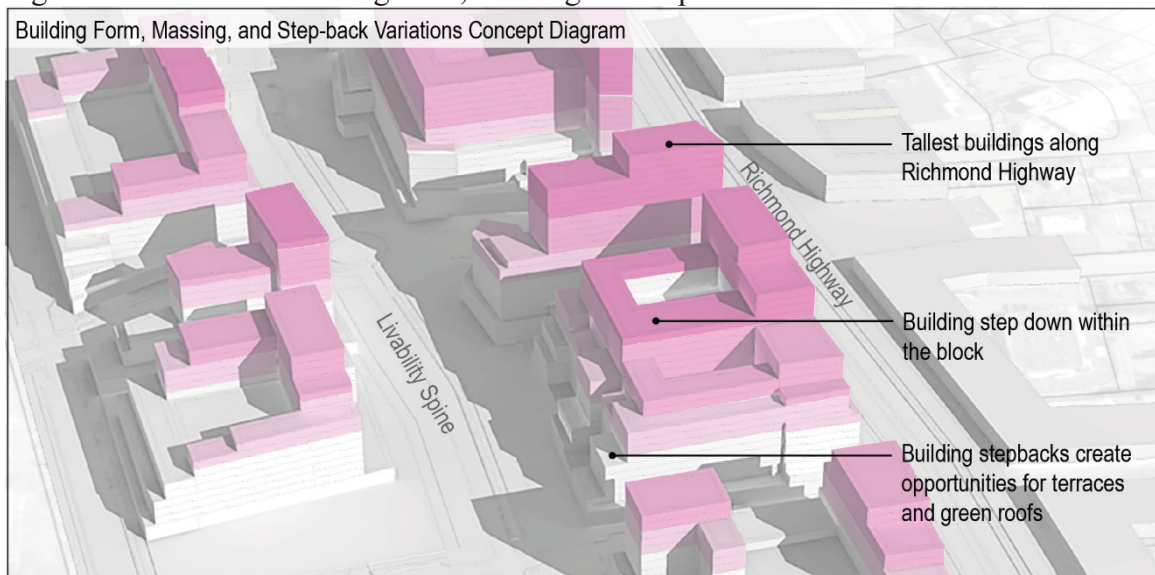 Building Form, Massing, and Step-back Variations Concept Diagram
Tallest buildings along
Richmond Highway
Richmond Highway
Building step down within
the block
Livability Spine
Building stepbacks create
opportunities for terraces
and green roofs